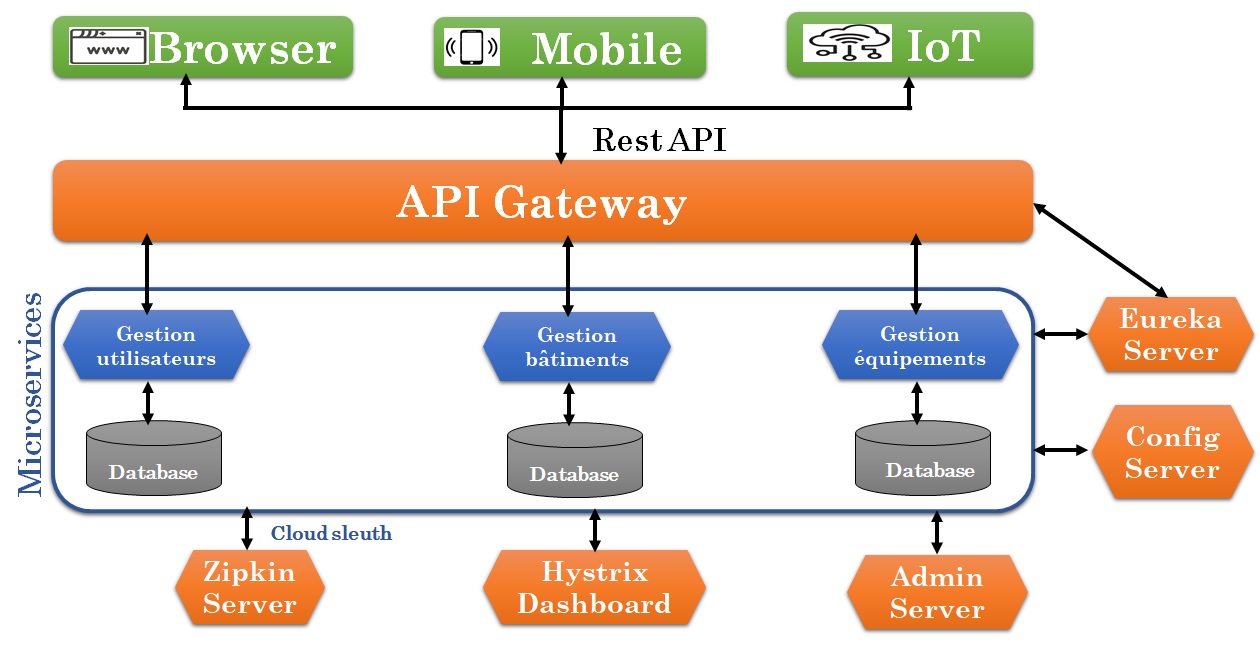 www Browser
Mobile
IoT
Rest API
API Gateway
Microservices
Gestion
utilisateurs
Gestion
bâtiments
Gestion
équipements
Eureka
Server
Database
Database
Database
Config
Server
Cloud sleuth
Zipkin
Server
Hystrix
Dashboard
Admin
Server